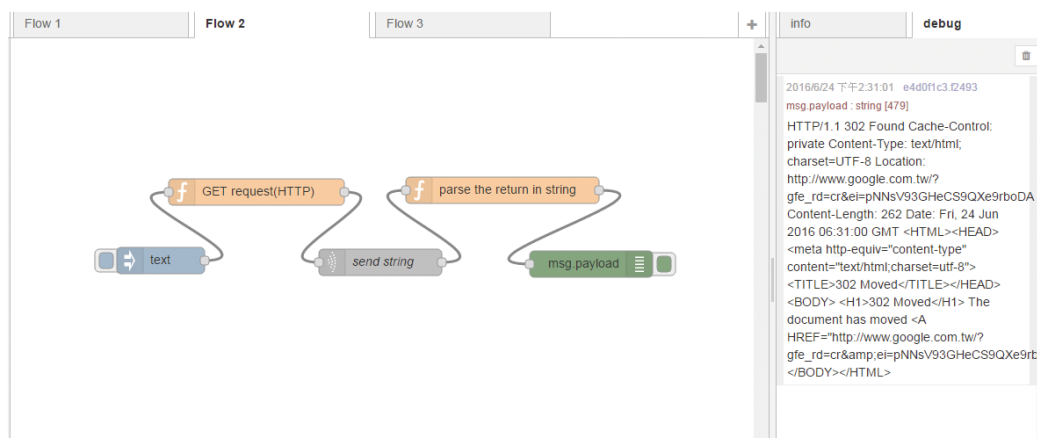 Flow 1
Flow 2
Flow 3
+
info
debug
GET request(HTTP)
parse the return in string
text
send string
msg.payload
2016/6/24 下午2:31:01 e4d0f1c3.f2493
msg.payload : string [479]
HTTP/1.1 302 Found Cache-Control:
private Content-Type: text/html;
charset=UTF-8 Location:
http://www.google.com.tw/?
gfe_rd=cr&ei=pNNsV93GHeCS9QXe9rboDA
Content-Length: 262 Date: Fri, 24 Jun
2016 06:31:00 GMT <HTML><HEAD>
<meta http-equiv="content-type"
content="text/html;charset=utf-8">
<TITLE>302 Moved</TITLE></HEAD>
<BODY> <H1>302 Moved</H1> The
document has moved <A
HREF="http://www.google.com.tw/?
gfe_rd=cr&amp;ei=pNNsV93GHeCS9QXe9rb
</BODY></HTML>